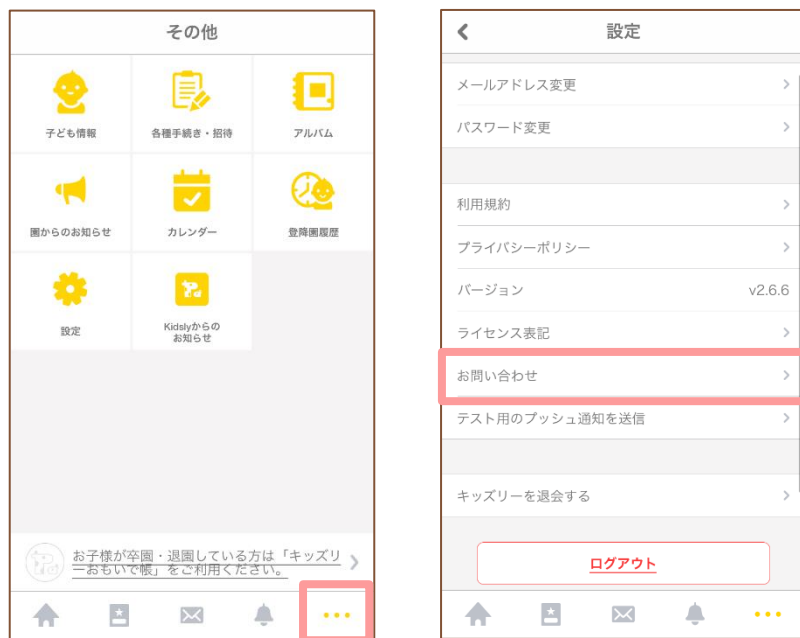 その他
子ども情報
各種手続き・招待
アルバム
園からのお知らせ
カレンダー
登降園履歴
設定
Kidslyからの
お知らせ
お子様が卒園・退園している方は「キッズリ
ーおもいで帳」をご利用ください。
設定
メールアドレス変更
パスワード変更
利用規約
プライバシーポリシー
バージョン v2.6.6
ライセンス表記
お問い合わせ
テスト用のプッシュ通知を送信
キッズリーを退会する
ログアウト